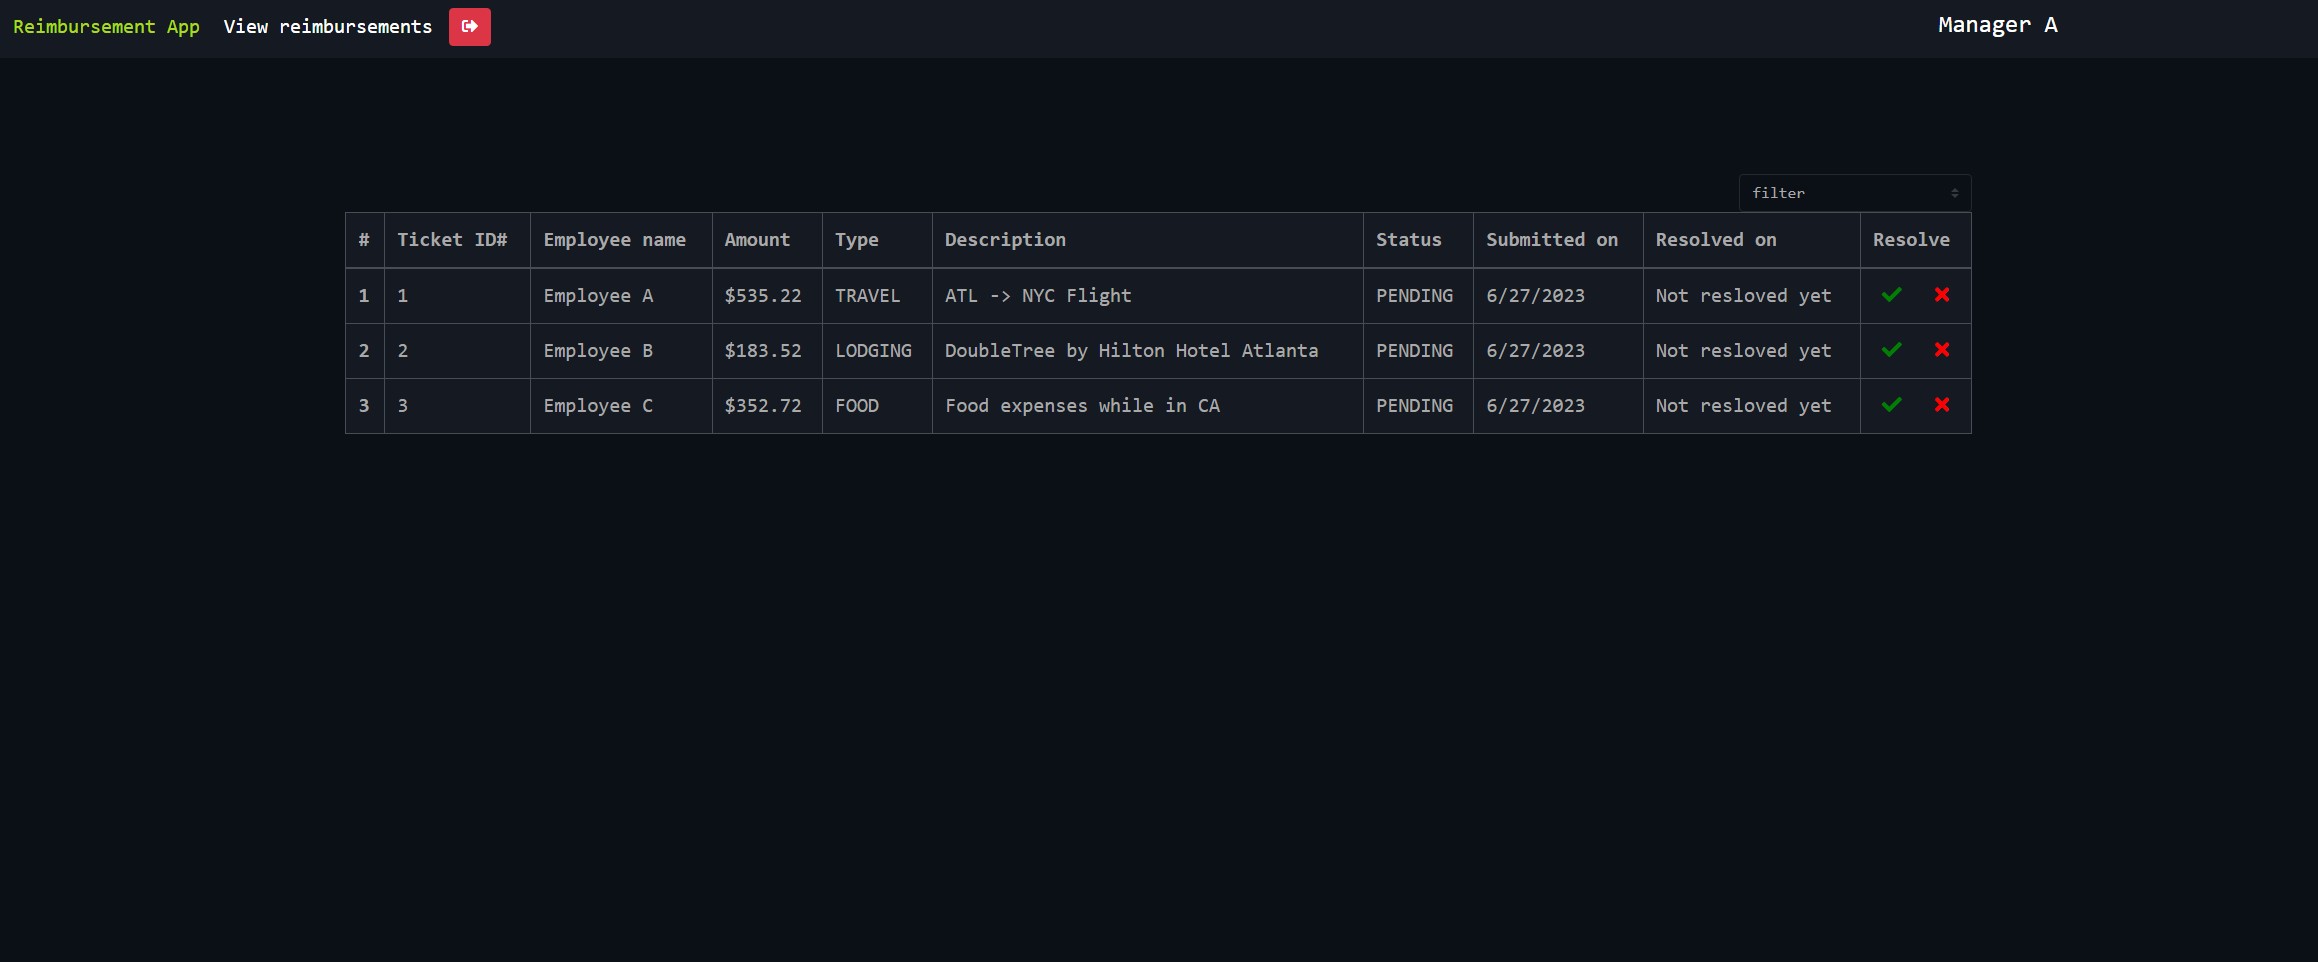 Reimbursement App View reimbursements Manager A
filter
# Ticket ID# Employee name Amount Type Description Status Submitted on Resolved on Resolve
1 1 Employee A $535.22 TRAVEL ATL -> NYC Flight PENDING 6/27/2023 Not resloved yet
2 2 Employee B $183.52 LODGING DoubleTree by Hilton Hotel Atlanta PENDING 6/27/2023 Not resloved yet
3 3 Employee C $352.72 FOOD Food expenses while in CA PENDING 6/27/2023 Not resloved yet